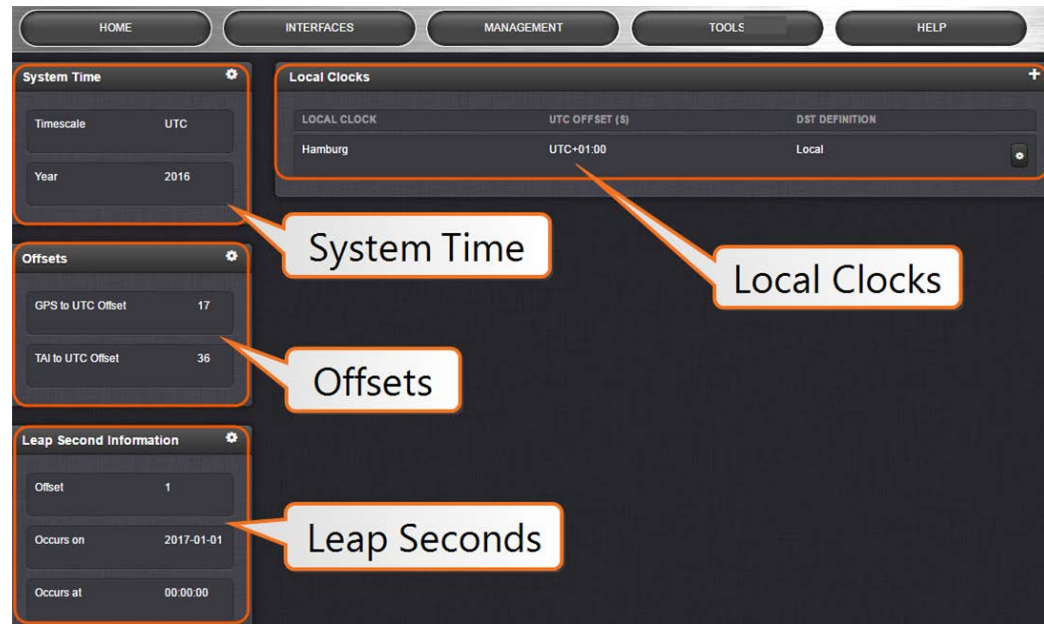 HOME INTERFACES MANAGEMENT TOOLS HELP
System Time
Timescale UTC
Year 2016
Offsets
GPS to UTC Offset 17
TAI to UTC Offset 36
Leap Second Information
Offset 1
Occurs on 2017-01-01
Occurs at 00:00:00
Local Clocks
LOCAL CLOCK UTC OFFSET (S) DST DEFINITION
Hamburg UTC+01:00 Local
System Time
Local Clocks
Offsets
Leap Seconds